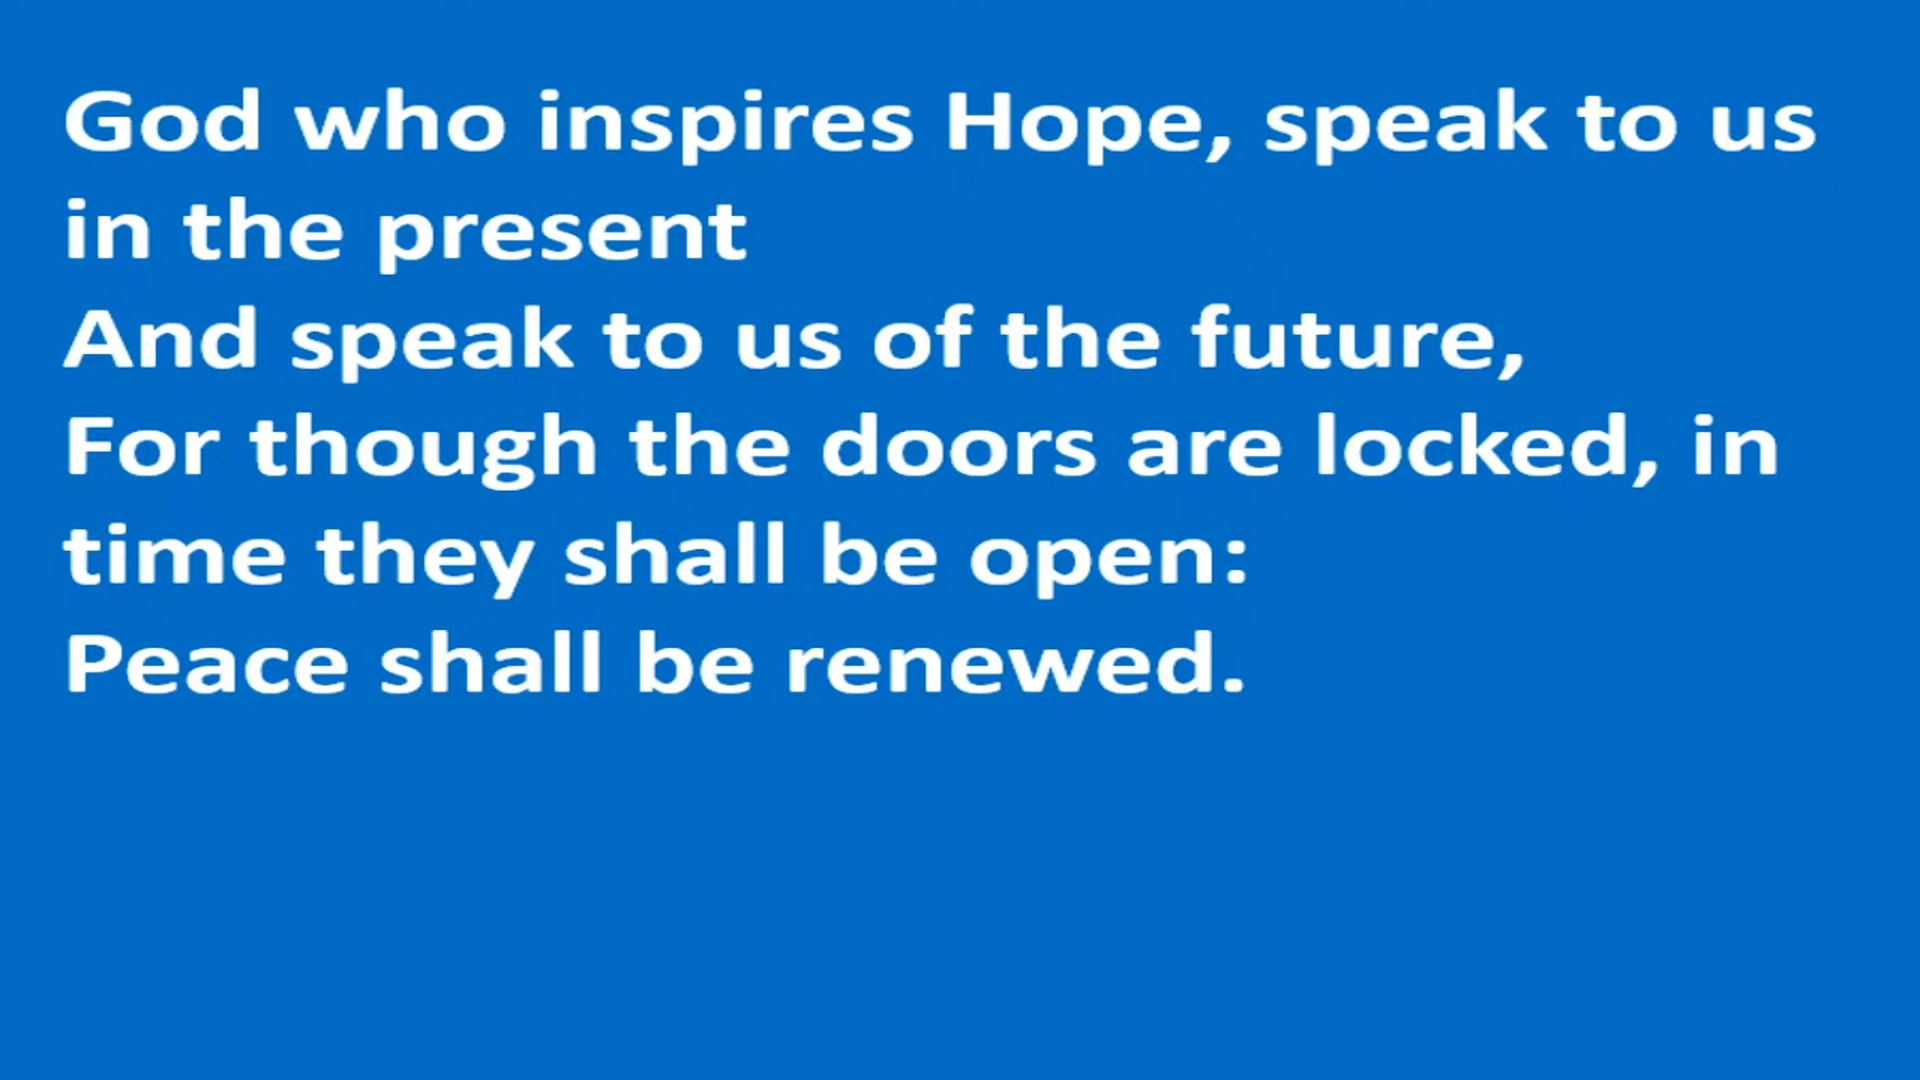 God who inspires Hope, speak to us
in the present
And speak to us of the future,
For though the doors are locked, in
time they shall be open:
Peace shall be renewed.